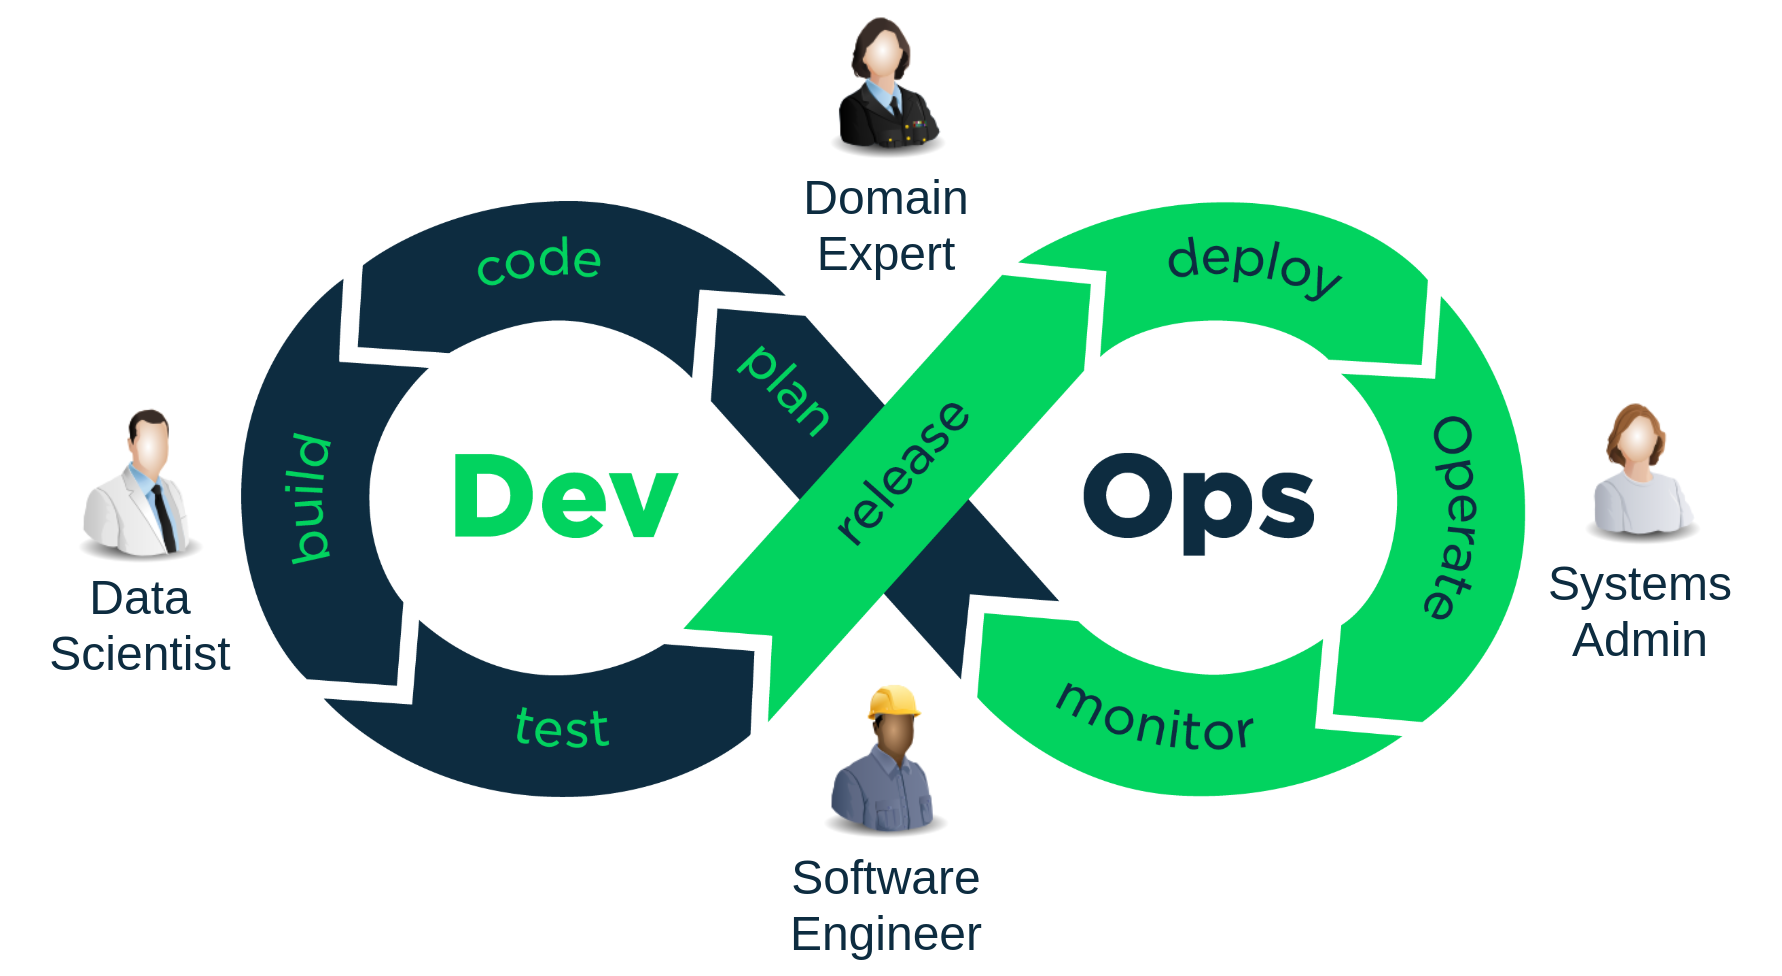 Domain
Expert
code
deploy
plan
release
build
Dev
Ops
Operate
Data
Scientist
Systems
Admin
test
monitor
Software
Engineer